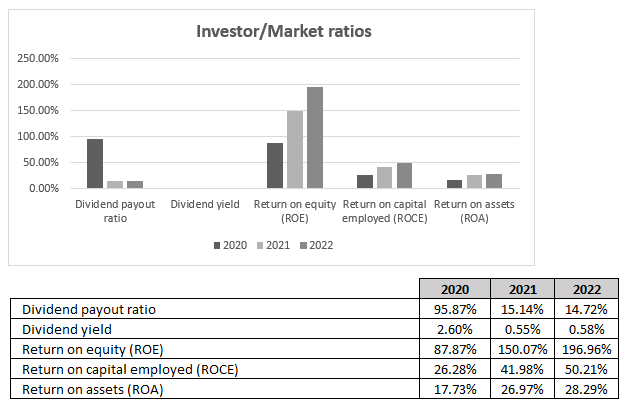 Investor/Market ratios
250.00%
200.00%
150.00%
100.00%
50.00%
0.00%
Dividend payout ratio
Dividend yield
Return on equity (ROE)
Return on capital employed (ROCE)
Return on assets (ROA)
2020 2021 2022
2020 2021 2022
Dividend payout ratio 95.87% 15.14% 14.72%
Dividend yield 2.60% 0.55% 0.58%
Return on equity (ROE) 87.87% 150.07% 196.96%
Return on capital employed (ROCE) 26.28% 41.98% 50.21%
Return on assets (ROA) 17.73% 26.97% 28.29%